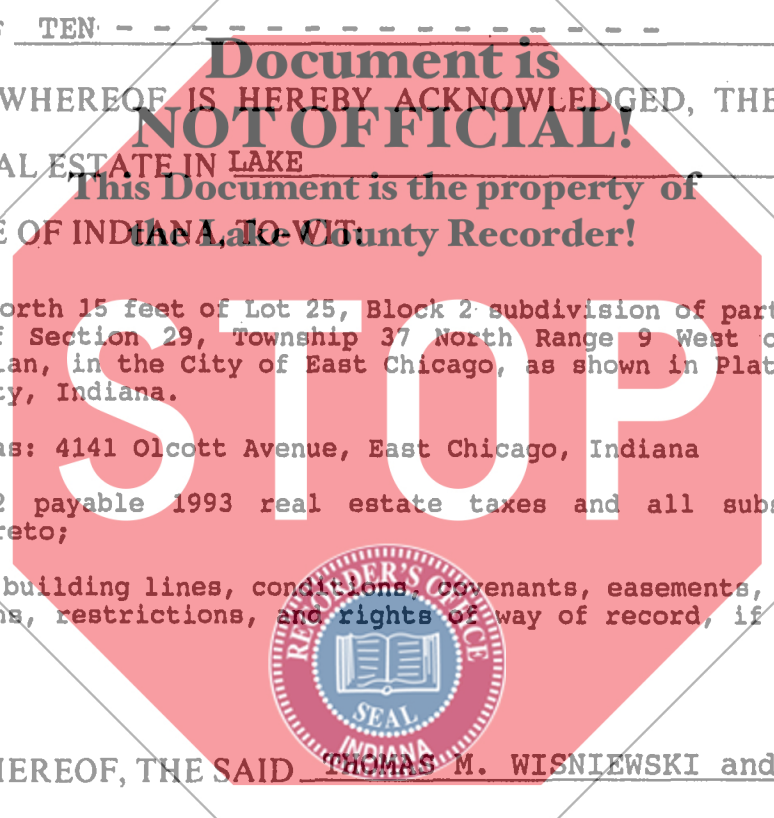 F TEN - - - - - - - - - - - - - - - - - -
Document is
WHEREOF IS HEREBY ACKNOWLEDGED, THE
NOT OFFICIAL!
AL ESTATE IN LAKE
This Document is the property of
E OF INDIANA, TO-WIT:
the Lake County Recorder!
orth 15 feet of Lot 25, Block 2 subdivision of part
f Section 29, Township 37 North Range 9 West o
ian, in the City of East Chicago, as shown in Plat
ty, Indiana.
STOP
as: 4141 Olcott Avenue, East Chicago, Indiana
2 payable 1993 real estate taxes and all subs
reto;
building lines, conditions, covenants, easements,
ns, restrictions, and rights of way of record, if
RECORDER'S OFFICE
SEAL
INDIANA
HEREOF, THE SAID THOMAS M. WISNIEWSKI and